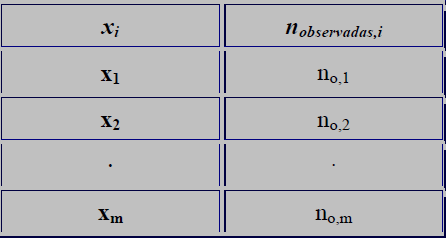 xi nobservadas,i
x1 no,1
x2 no,2
. .
xm no,m